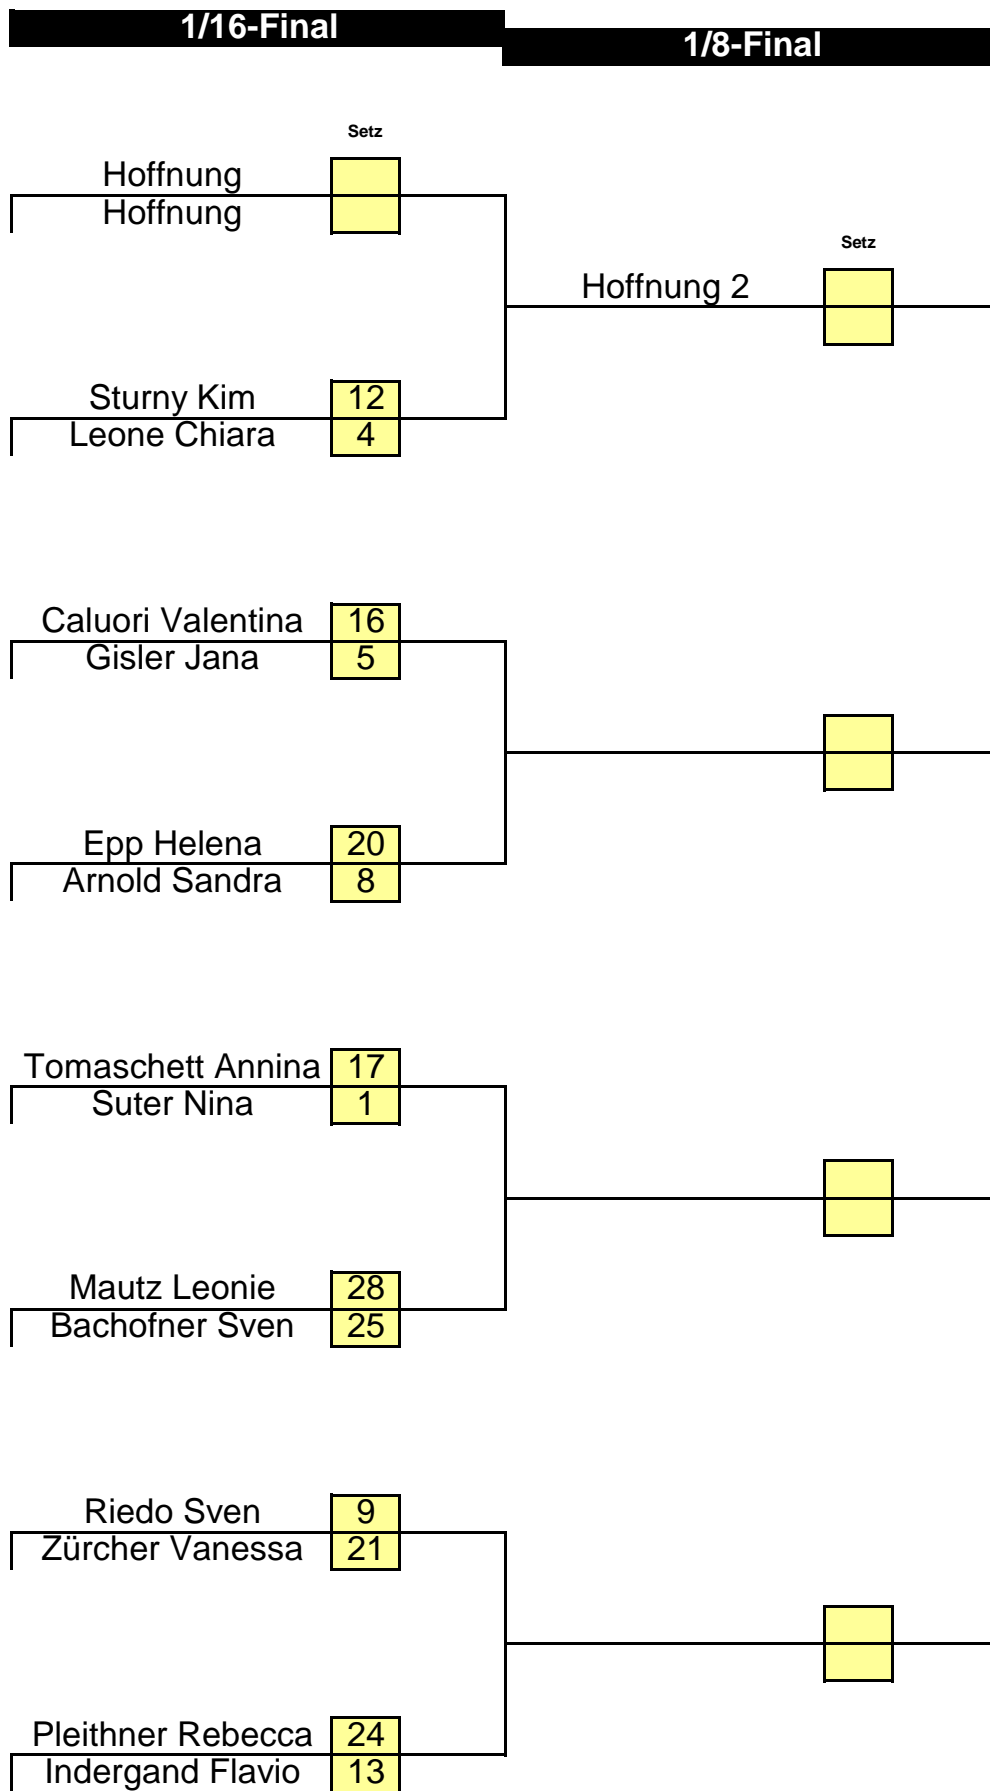 1/16-Final
1/8-Final
Setz
Hoffnung
Hoffnung
Setz
Hoffnung 2
Sturny Kim 12
Leone Chiara 4
Caluori Valentina 16
Gisler Jana 5
Epp Helena 20
Arnold Sandra 8
Tomaschett Annina 17
Suter Nina 1
Mautz Leonie 28
Bachofner Sven 25
Riedo Sven 9
Zürcher Vanessa 21
Pleithner Rebecca 24
Indergand Flavio 13